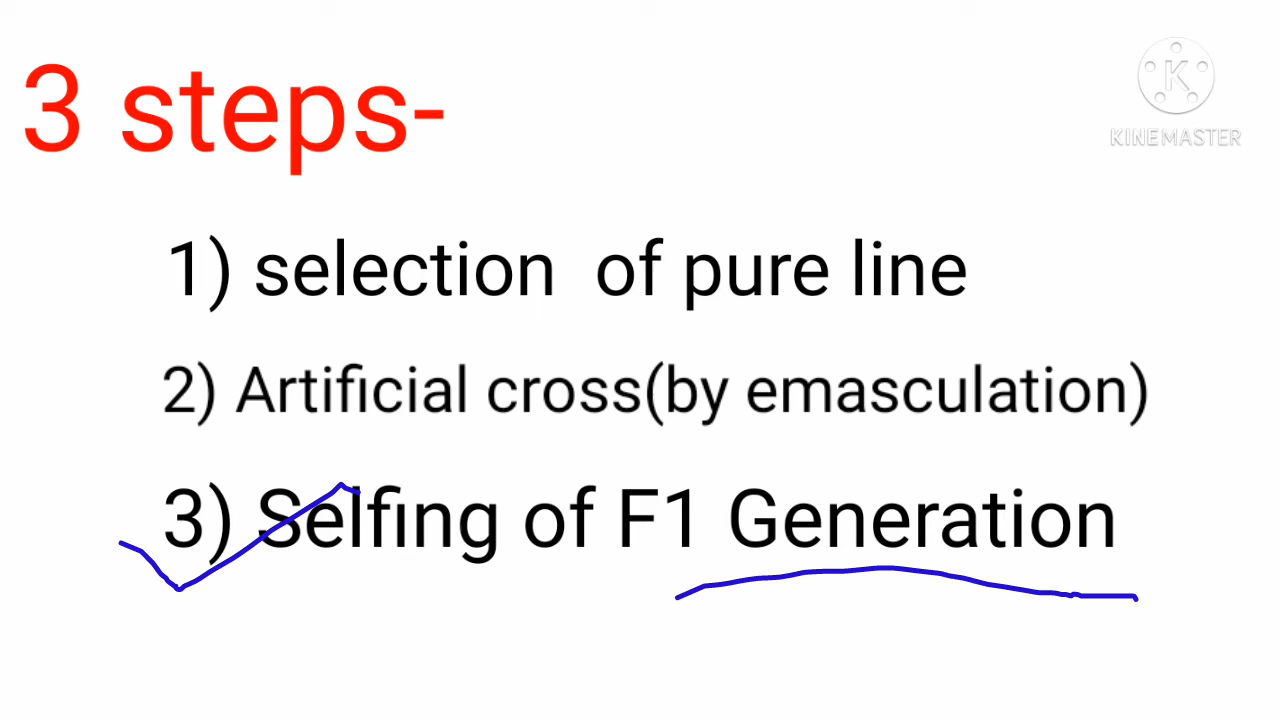 3 steps-
K
KINEMASTER
1) selection of pure line
2) Artificial cross(by emasculation)
3) Selfing of F1 Generation